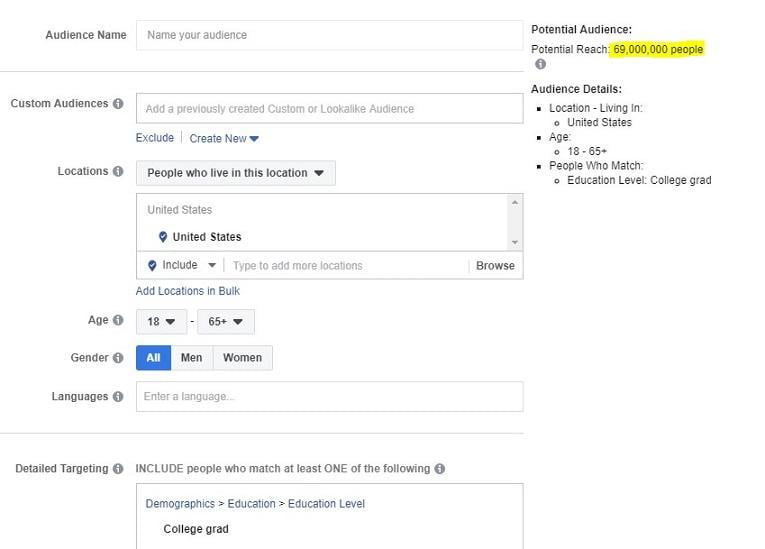 Audience Name
Name your audience
Custom Audiences
Add a previously created Custom or Lookalike Audience
Exclude | Create New
Locations
People who live in this location
United States
United States
Include
Type to add more locations
Browse
Add Locations in Bulk
Age
18 - 65+
Gender
All Men Women
Languages
Enter a language...
Detailed Targeting
INCLUDE people who match at least ONE of the following
Demographics > Education > Education Level
College grad
Potential Audience:
Potential Reach: 69,000,000 people
Audience Details:
Location - Living In:
United States
Age:
18 - 65+
People Who Match:
Education Level: College grad